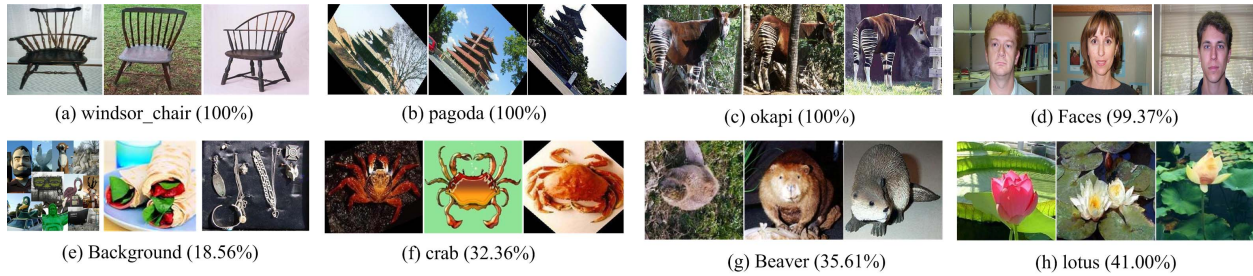 (a) windsor_chair (100%)
(b) pagoda (100%)
(c) okapi (100%)
(d) Faces (99.37%)
(e) Background (18.56%)
(f) crab (32.36%)
(g) Beaver (35.61%)
(h) lotus (41.00%)